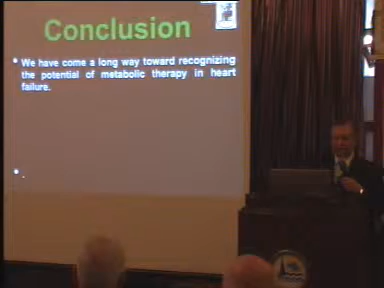 Conclusion
We have come a long way toward recognizing
the potential of metabolic therapy in heart
failure.